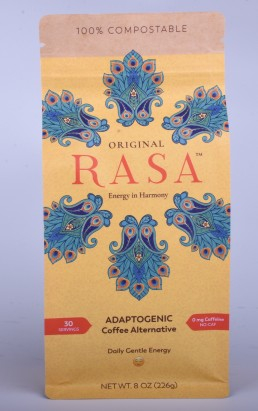 100% COMPOSTABLE
ORIGINAL
RASA™
Energy in Harmony
30
SERVINGS
ADAPTOGENIC
Coffee Alternative
0 mg Caffeine
Daily Gentle Energy
NET WT. 8 OZ (226g)